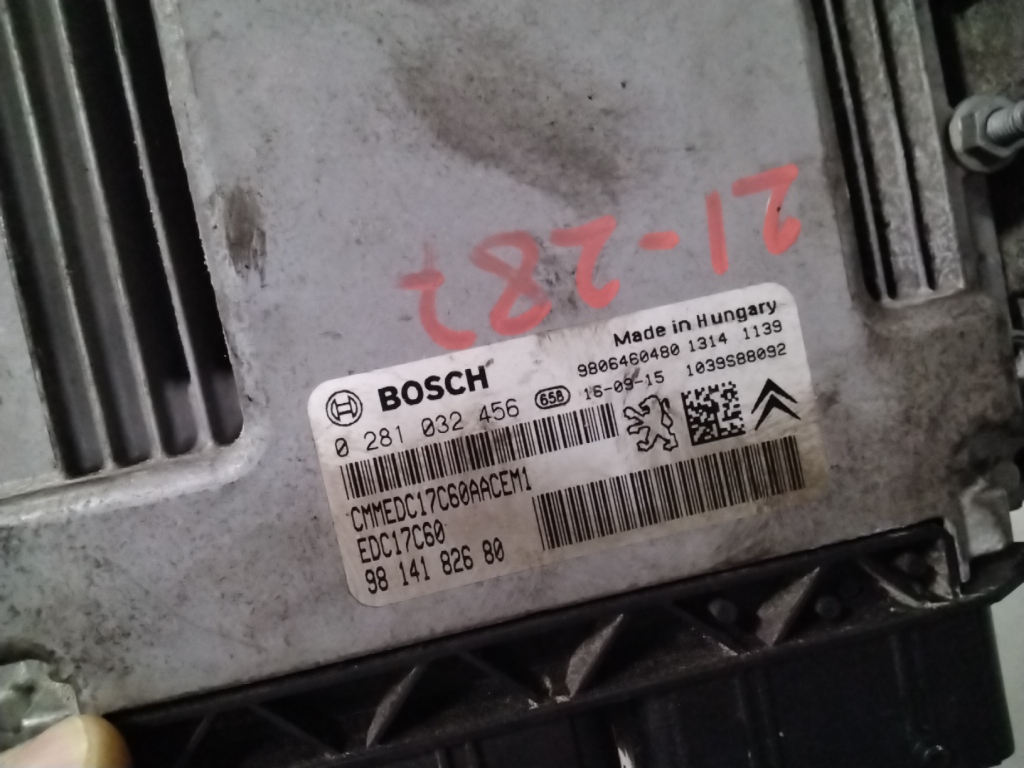 21-287
Made in Hungary
BOSCH
9806460480 1314 1139
0 281 032 456 658 16-09-15 1039S88092
CMMEDC17C60AACEM1
EDC17C60
98 141 826 80